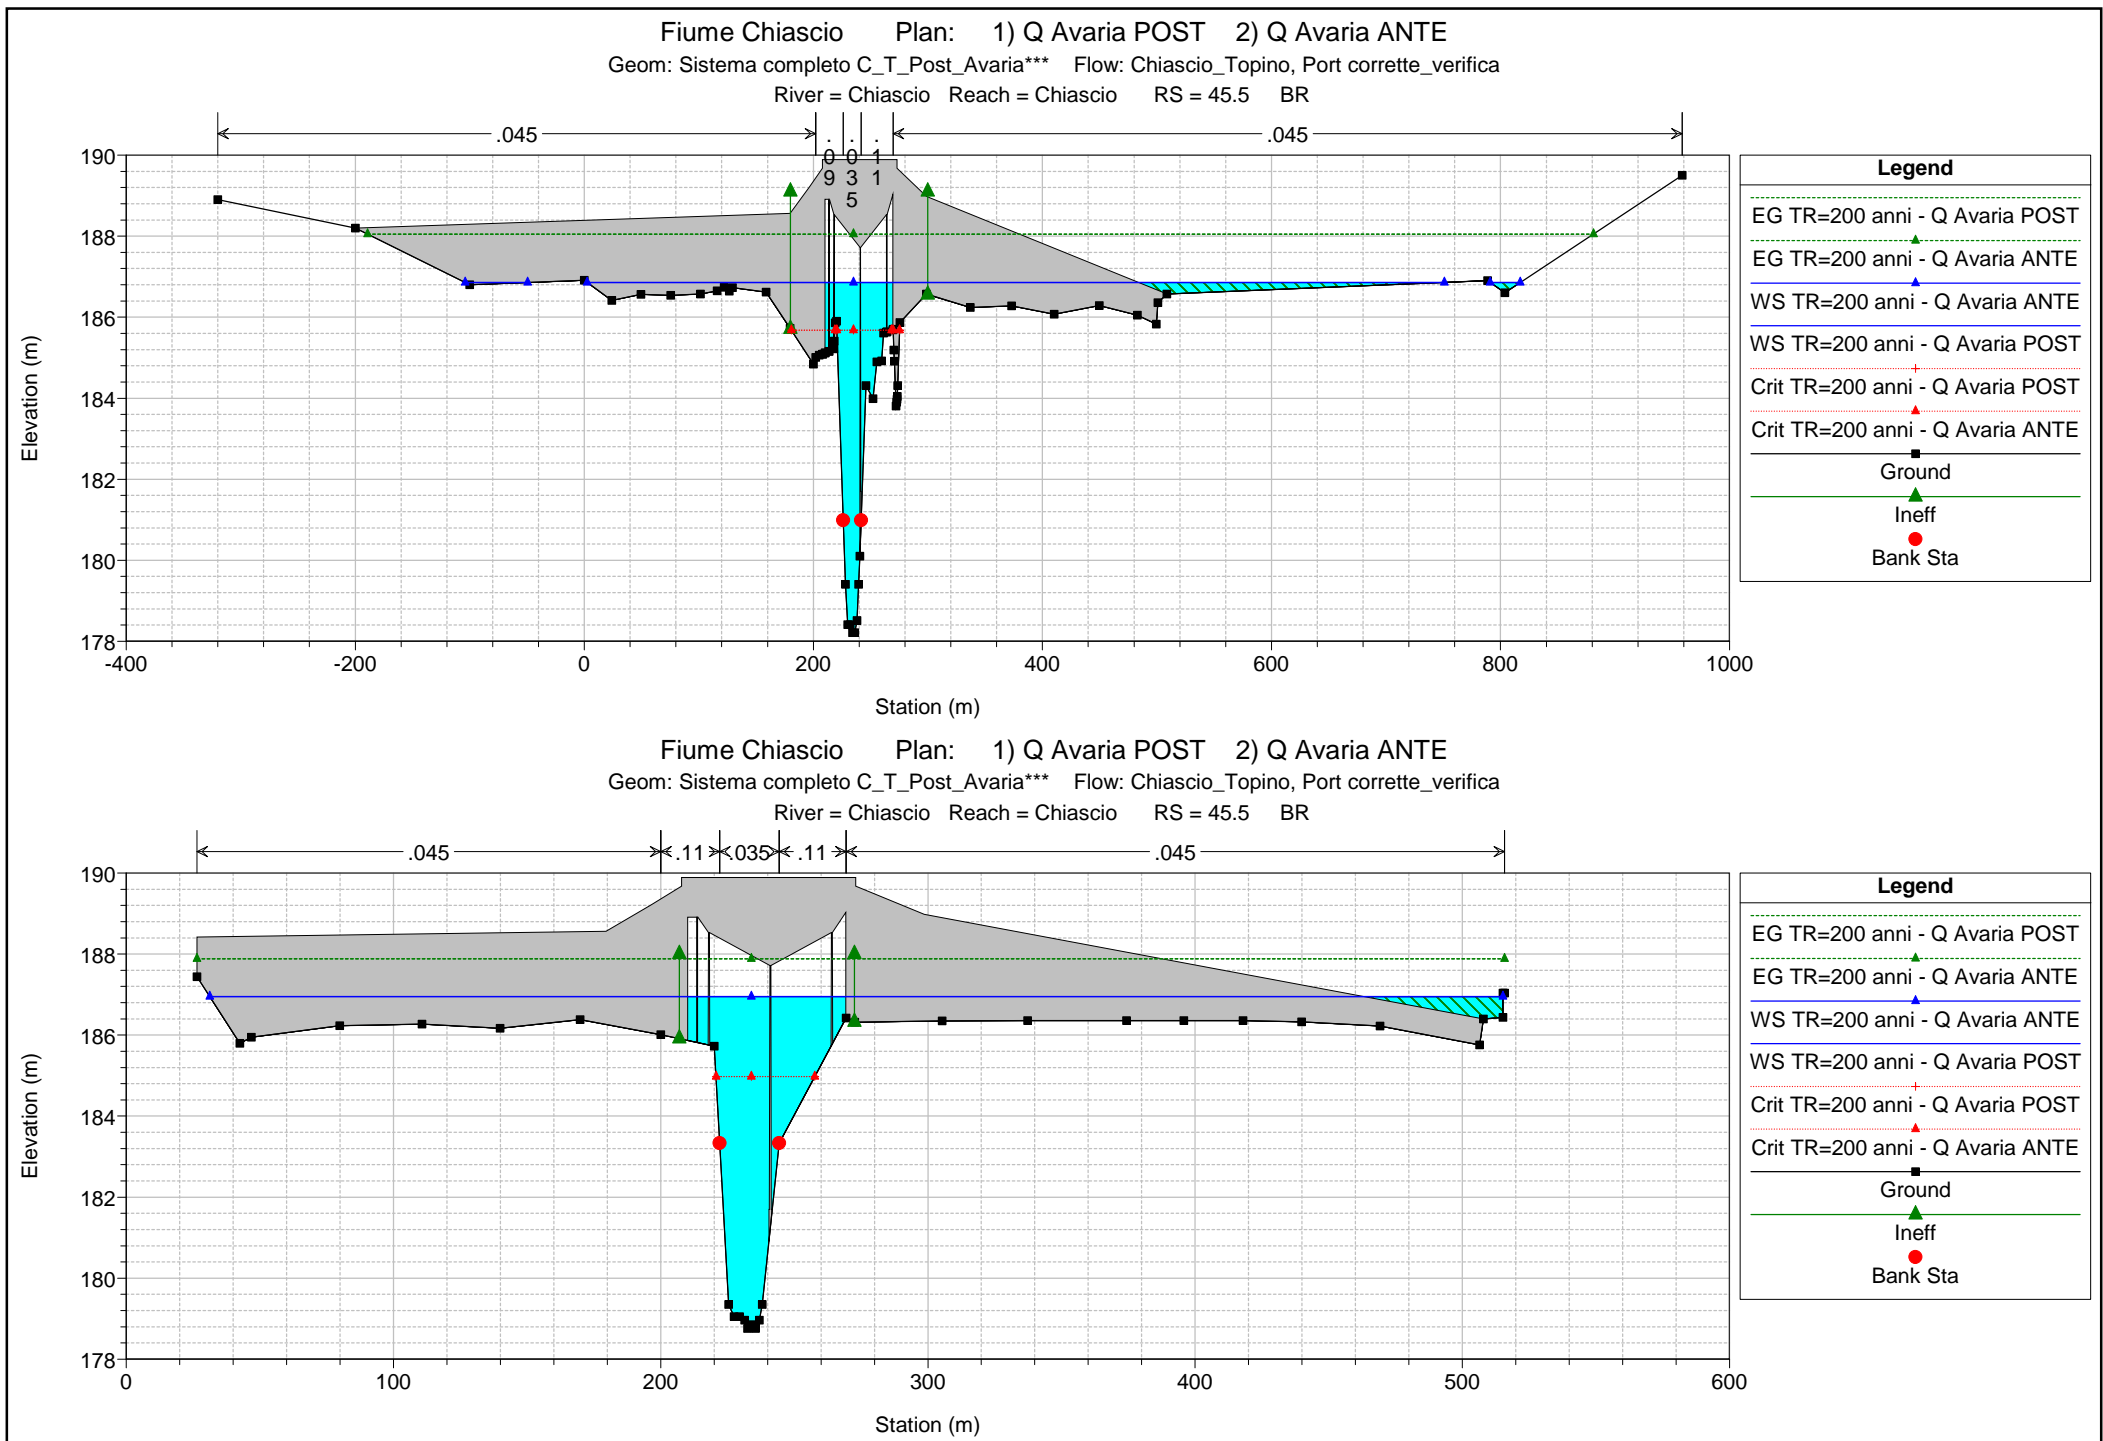 Fiume Chiascio Plan: 1) Q Avaria POST 2) Q Avaria ANTE
Geom: Sistema completo C_T_Post_Avaria*** Flow: Chiascio_Topino, Port corrette_verifica
River = Chiascio Reach = Chiascio RS = 45.5 BR
.045
.09
.035
.11
.045
190
188
186
184
182
180
178
Elevation (m)
-400
-200
0
200
400
600
800
1000
Station (m)
Legend
EG TR=200 anni - Q Avaria POST
EG TR=200 anni - Q Avaria ANTE
WS TR=200 anni - Q Avaria ANTE
WS TR=200 anni - Q Avaria POST
Crit TR=200 anni - Q Avaria POST
Crit TR=200 anni - Q Avaria ANTE
Ground
Ineff
Bank Sta
Fiume Chiascio Plan: 1) Q Avaria POST 2) Q Avaria ANTE
Geom: Sistema completo C_T_Post_Avaria*** Flow: Chiascio_Topino, Port corrette_verifica
River = Chiascio Reach = Chiascio RS = 45.5 BR
.045
.11
.035
.11
.045
190
188
186
184
182
180
178
Elevation (m)
0
100
200
300
400
500
600
Station (m)
Legend
EG TR=200 anni - Q Avaria POST
EG TR=200 anni - Q Avaria ANTE
WS TR=200 anni - Q Avaria ANTE
WS TR=200 anni - Q Avaria POST
Crit TR=200 anni - Q Avaria POST
Crit TR=200 anni - Q Avaria ANTE
Ground
Ineff
Bank Sta